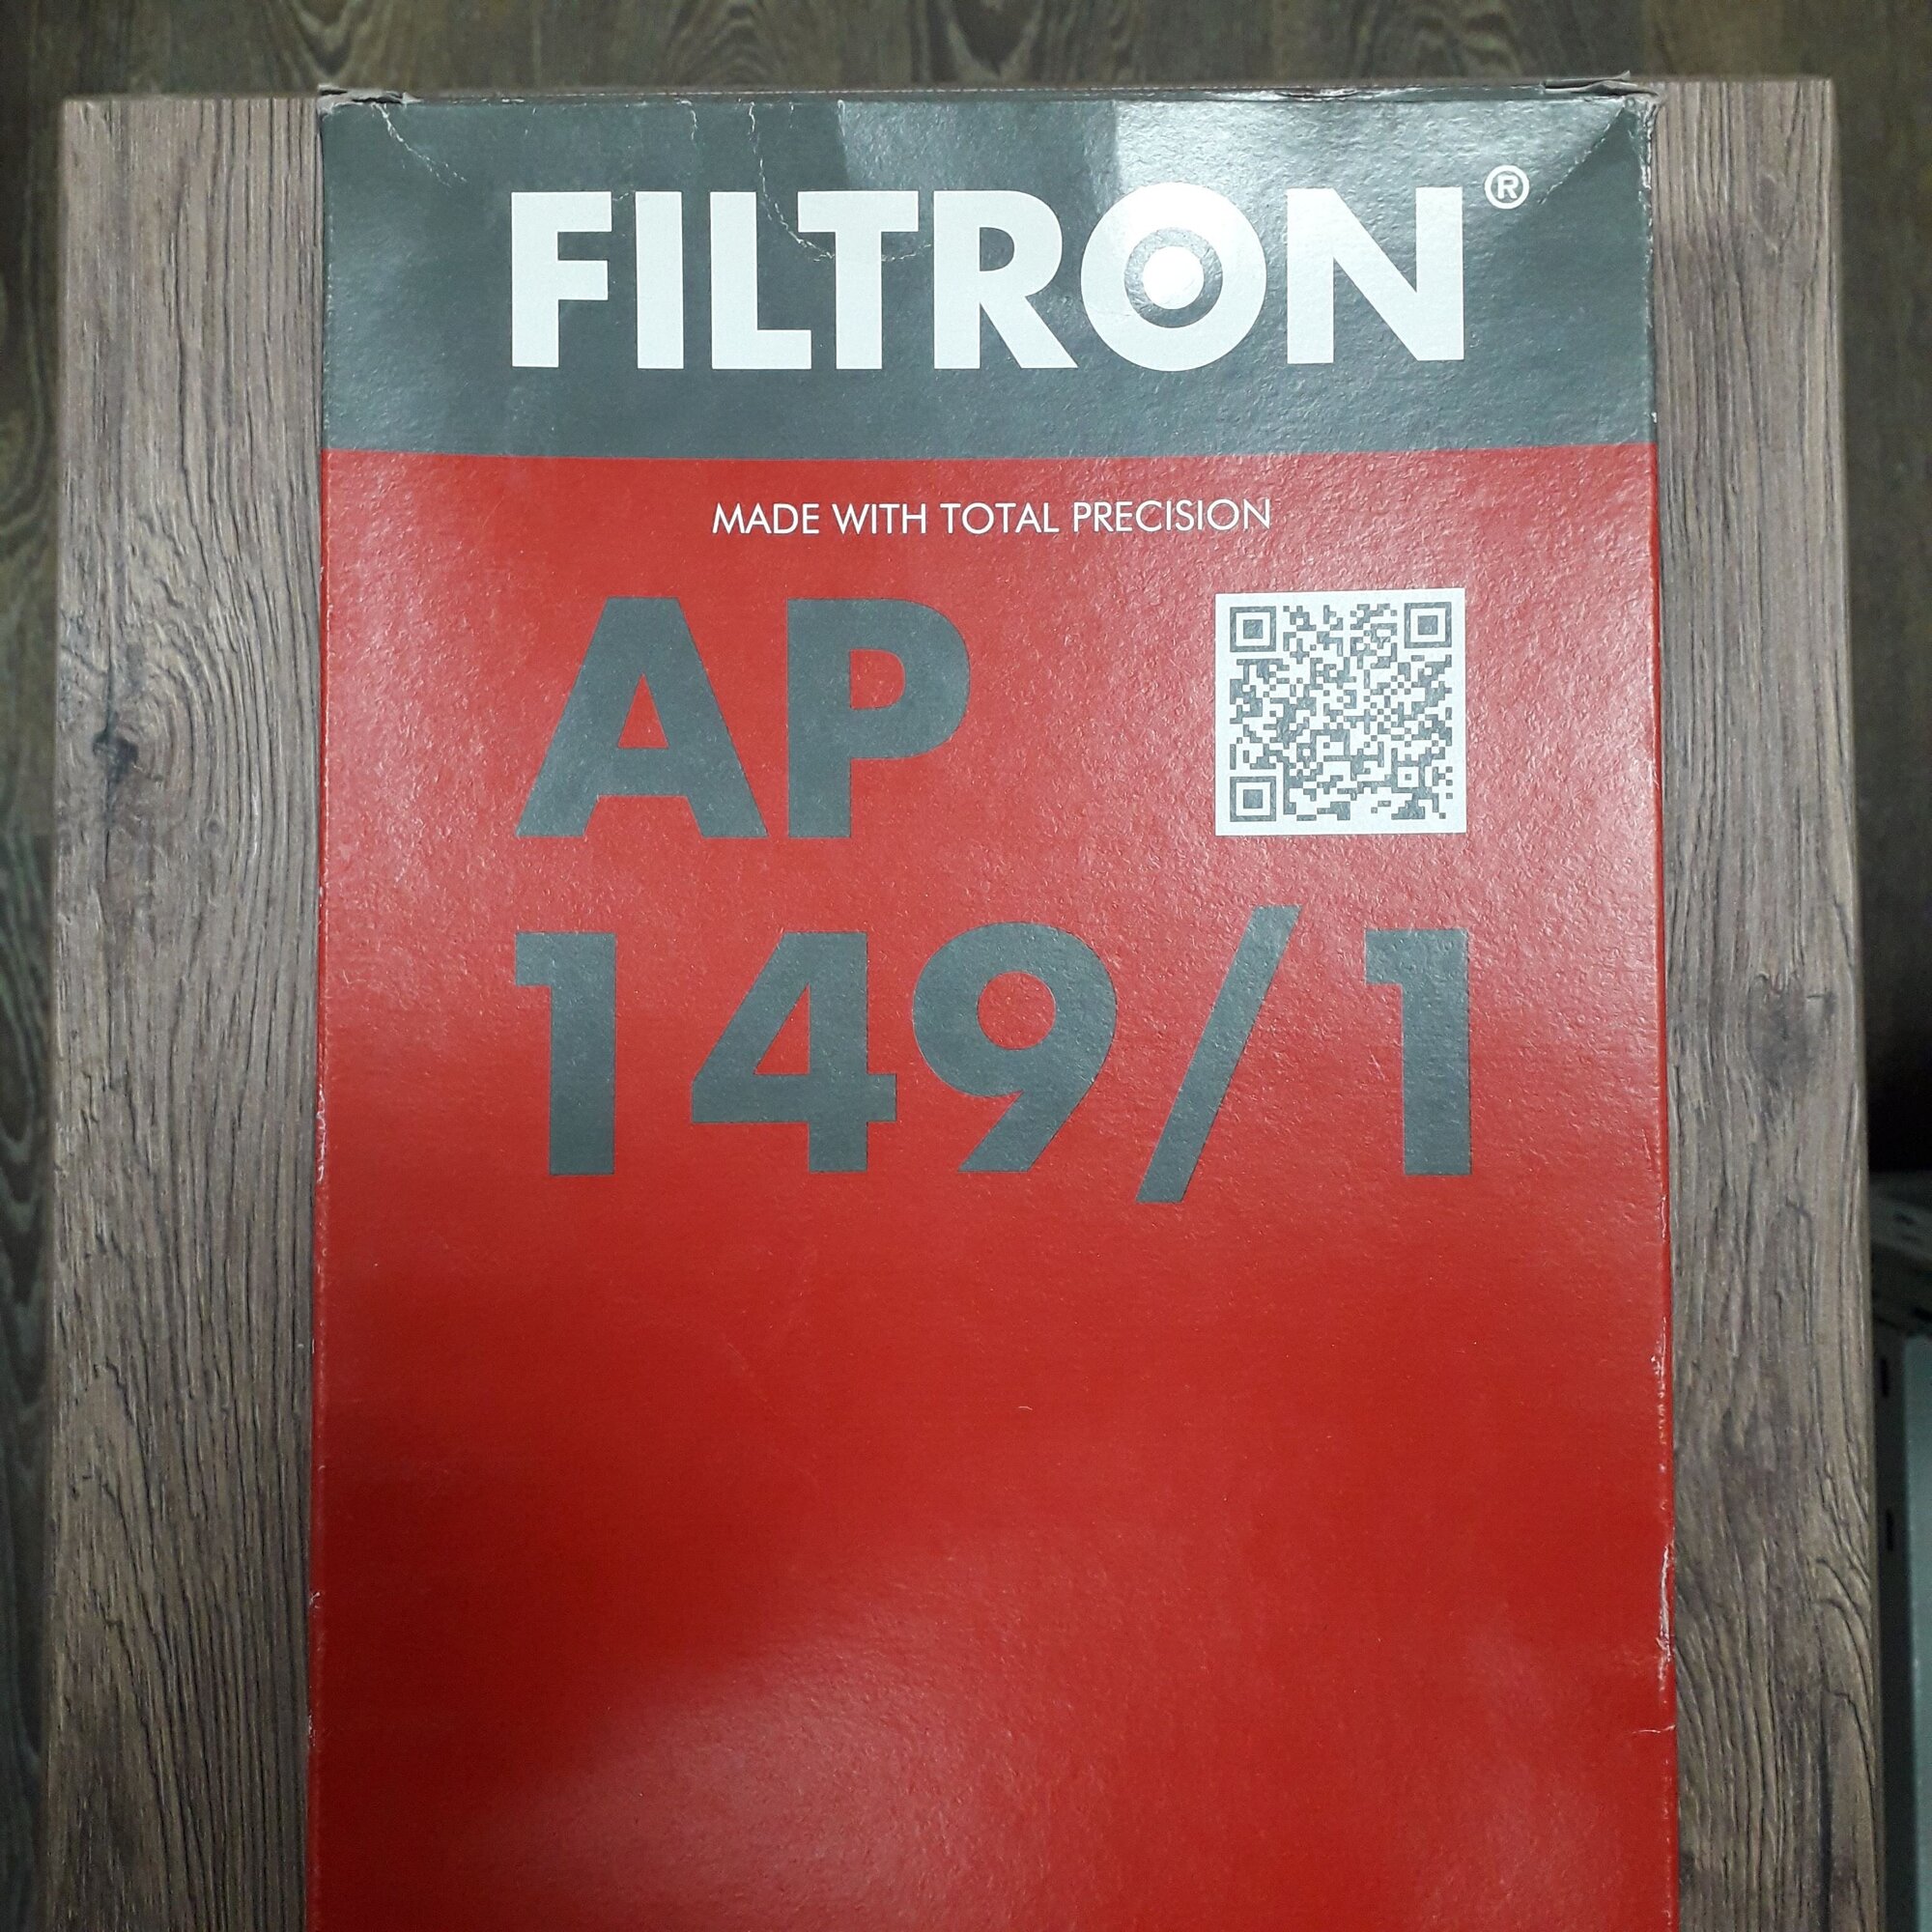 FILTRON®
MADE WITH TOTAL PRECISION
AP
149/1